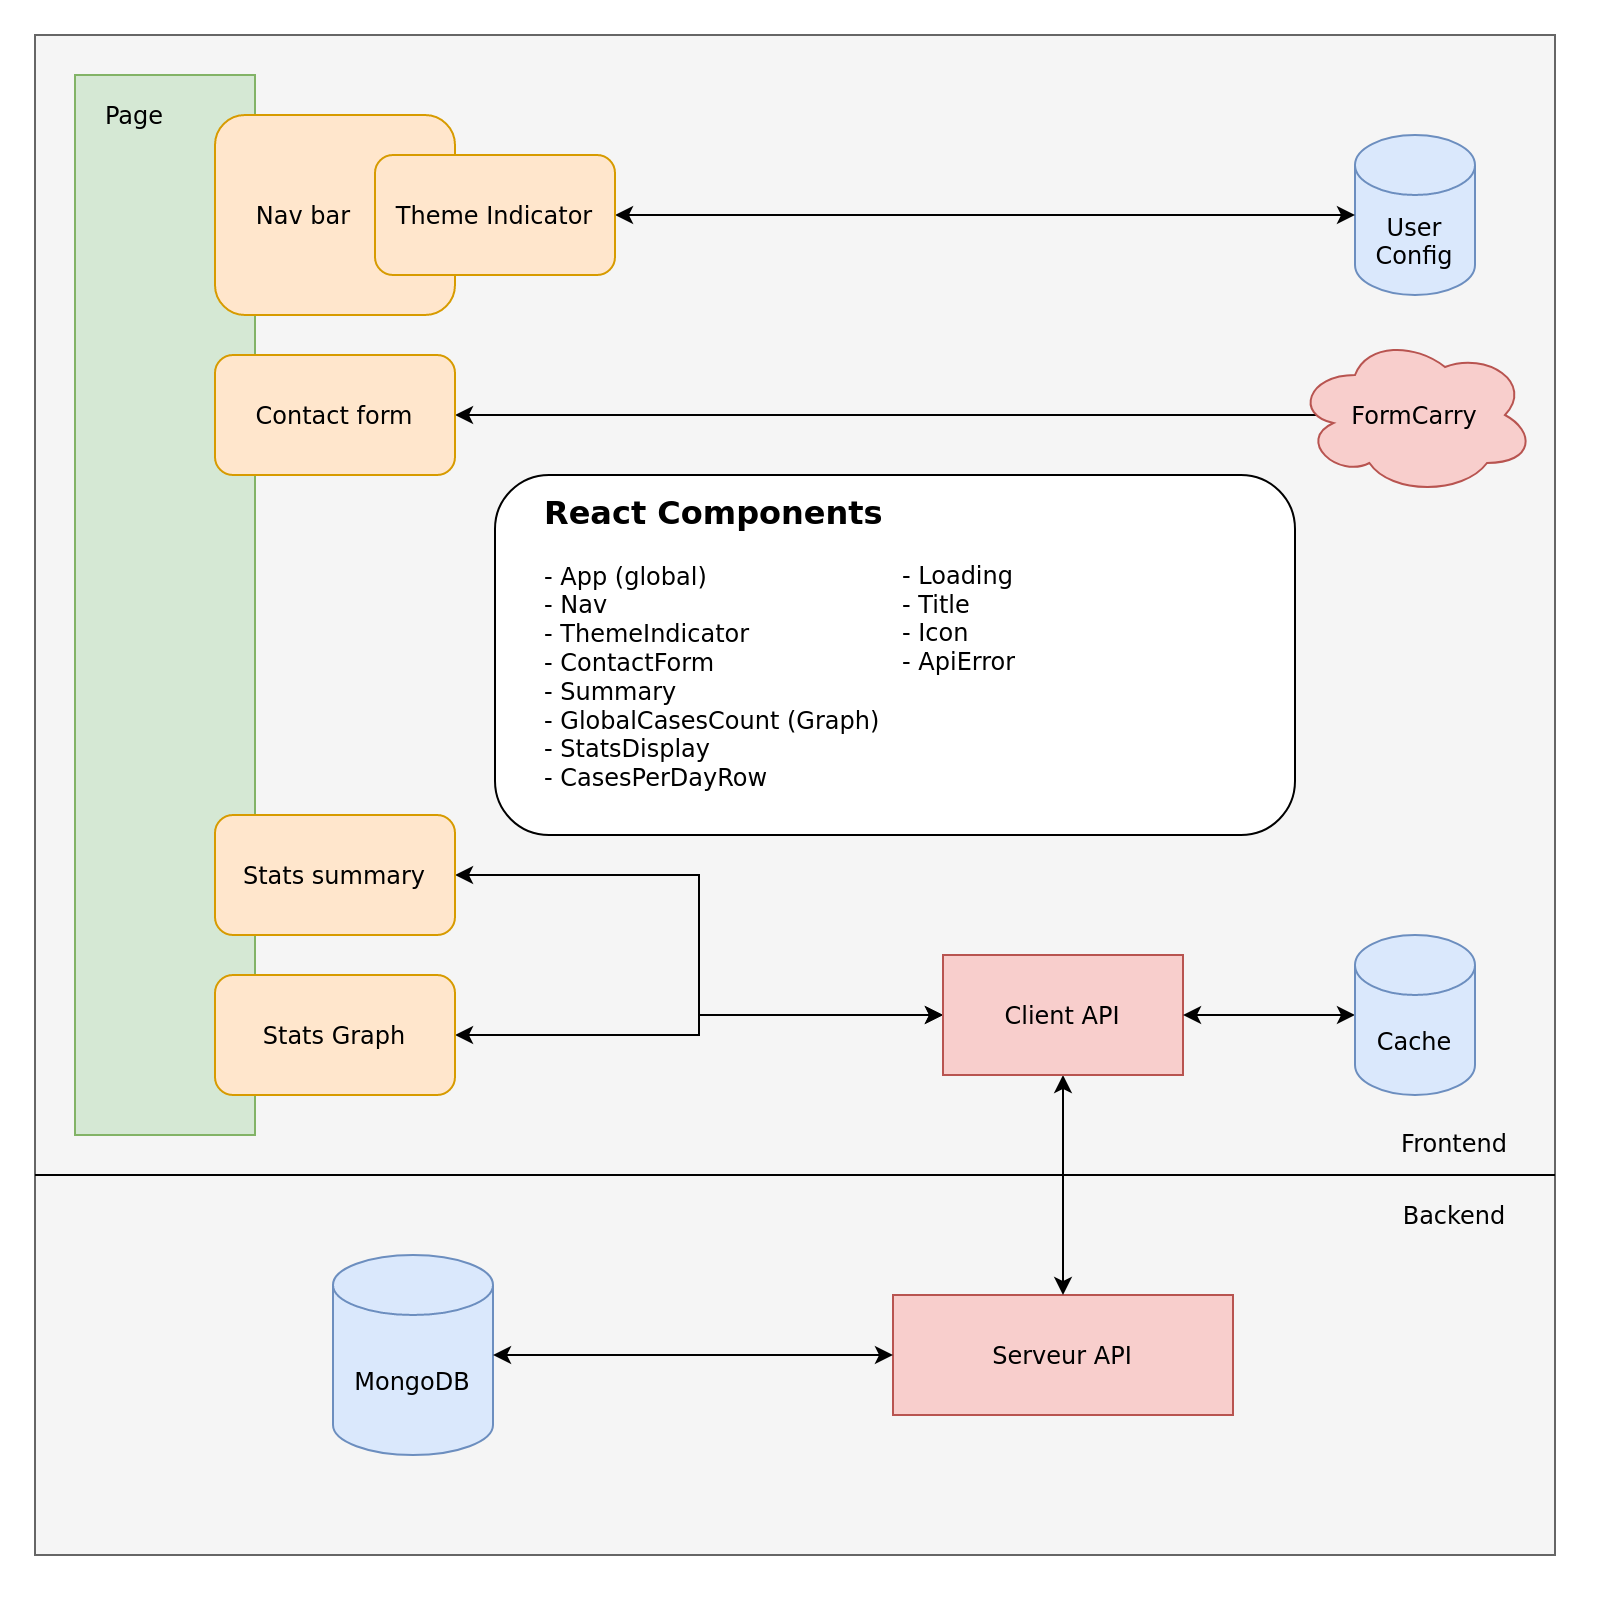 Page
Nav bar
Theme Indicator
User
Config
Contact form
FormCarry
React Components
- App (global)
- Nav
- ThemeIndicator
- ContactForm
- Summary
- GlobalCasesCount (Graph)
- StatsDisplay
- CasesPerDayRow
- Loading
- Title
- Icon
- ApiError
Stats summary
Stats Graph
Client API
Cache
Frontend
Backend
MongoDB
Serveur API